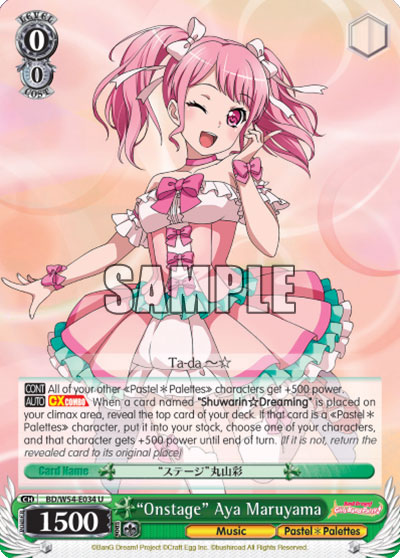 LEVEL
0
0
COST
SAMPLE
Ta-da ～☆
CONT All of your other «Pastel＊Palettes» characters get +500 power.
AUTO CX COMBO When a card named "Shuwarin☆Dreaming" is placed
on your climax area, reveal the top card of your deck. If that card is a «Pastel＊
Palettes» character, put it into your stock, choose one of your characters,
and that character gets +500 power until end of turn. (If it is not, return the
revealed card to its original place)
Card Name
“ステージ”丸山彩
CH BD/W54-E034 U
“Onstage” Aya Maruyama
POWER
1500
Music
Pastel＊Palettes
©BanG Dream! Project ©Craft Egg Inc. ©bushiroad All Rights Reserved.